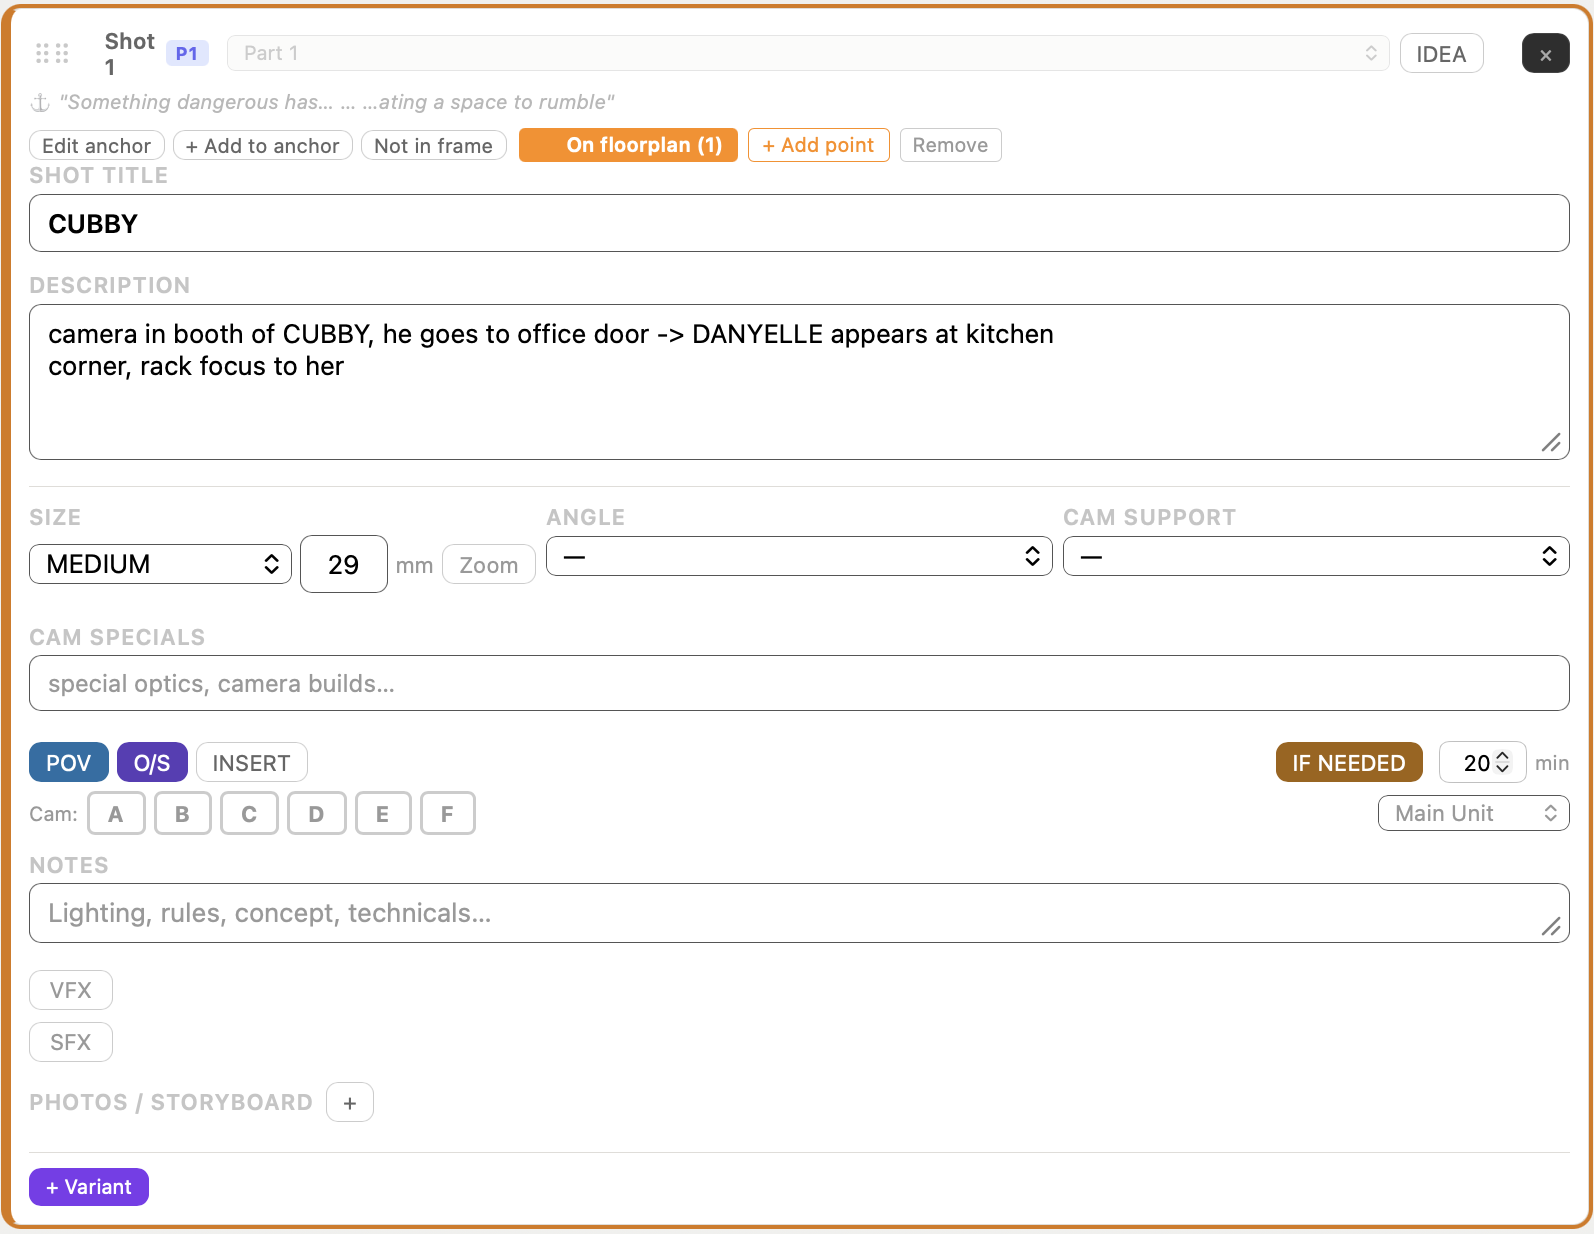 Shot 1
P1
Part 1
IDEA
×
"Something dangerous has... ... ...ating a space to rumble"
Edit anchor
+ Add to anchor
Not in frame
On floorplan (1)
+ Add point
Remove
SHOT TITLE
CUBBY
DESCRIPTION
camera in booth of CUBBY, he goes to office door -> DANYELLE appears at kitchen
corner, rack focus to her
SIZE
ANGLE
CAM SUPPORT
MEDIUM
29
mm
Zoom
—
—
CAM SPECIALS
special optics, camera builds...
POV
O/S
INSERT
IF NEEDED
20
min
Cam:
A
B
C
D
E
F
Main Unit
NOTES
Lighting, rules, concept, technicals...
VFX
SFX
PHOTOS / STORYBOARD
+
+ Variant